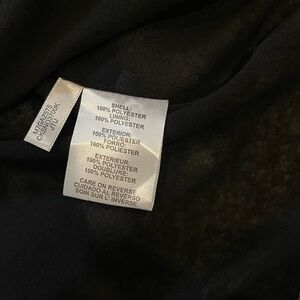 SHELL:
100% POLYESTER
LINING:
100% POLYESTER
EXTERIOR:
100% POLIESTER
FORRO:
100% POLIESTER
EXTERIEUR:
100% POLYESTER
DOUBLURE:
100% POLYESTER
CARE ON REVERSE
CUIDADO AL REVERSO
SOIN SUR L' INVERSE